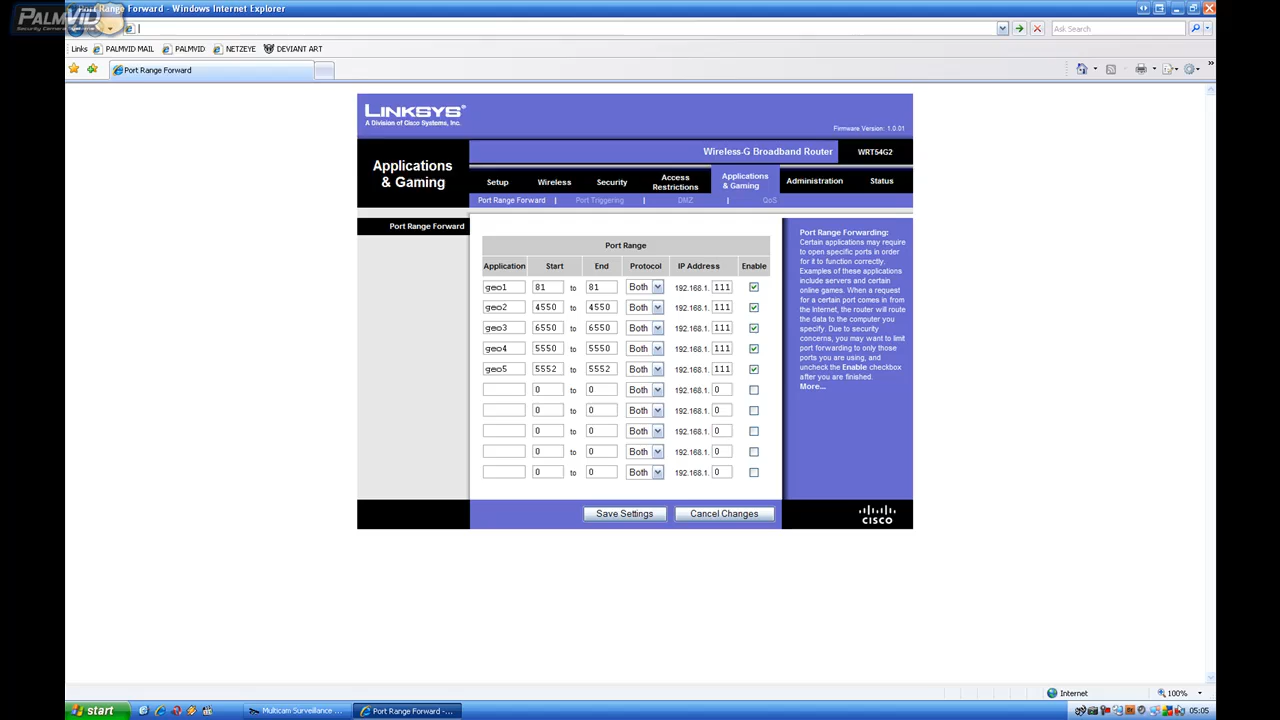 PALMVID
Port Range Forward - Windows Internet Explorer
Ask Search
Links PALMVID MAIL PALMVID NETZEYE DEVIANT ART
Port Range Forward
LINKSYS®
A Division of Cisco Systems, Inc.
Firmware Version: 1.0.01
Wireless-G Broadband Router WRT54G2
Applications & Gaming
Setup Wireless Security Access Restrictions Applications & Gaming Administration Status
Port Range Forward | Port Triggering | DMZ | QoS
Port Range Forward
Port Range
Application Start End Protocol IP Address Enable
geo1 81 to 81 Both 192.168.1. 111
geo2 4550 to 4550 Both 192.168.1. 111
geo3 6550 to 6550 Both 192.168.1. 111
geo4 5550 to 5550 Both 192.168.1. 111
geo5 5552 to 5552 Both 192.168.1. 111
0 to 0 Both 192.168.1. 0
0 to 0 Both 192.168.1. 0
0 to 0 Both 192.168.1. 0
0 to 0 Both 192.168.1. 0
0 to 0 Both 192.168.1. 0
Save Settings Cancel Changes
Port Range Forwarding:
Certain applications may require
to open specific ports in order
for it to function correctly.
Examples of these applications
include servers and certain
online games. When a request
for a certain port comes in from
the Internet, the router will route
the data to the computer you
specify. Due to security
concerns, you may want to limit
port forwarding to only those
ports you are using, and
uncheck the Enable checkbox
after you are finished.
More...
CISCO
Internet 100%
start Multicam Surveillance ... Port Range Forward -... 05:05